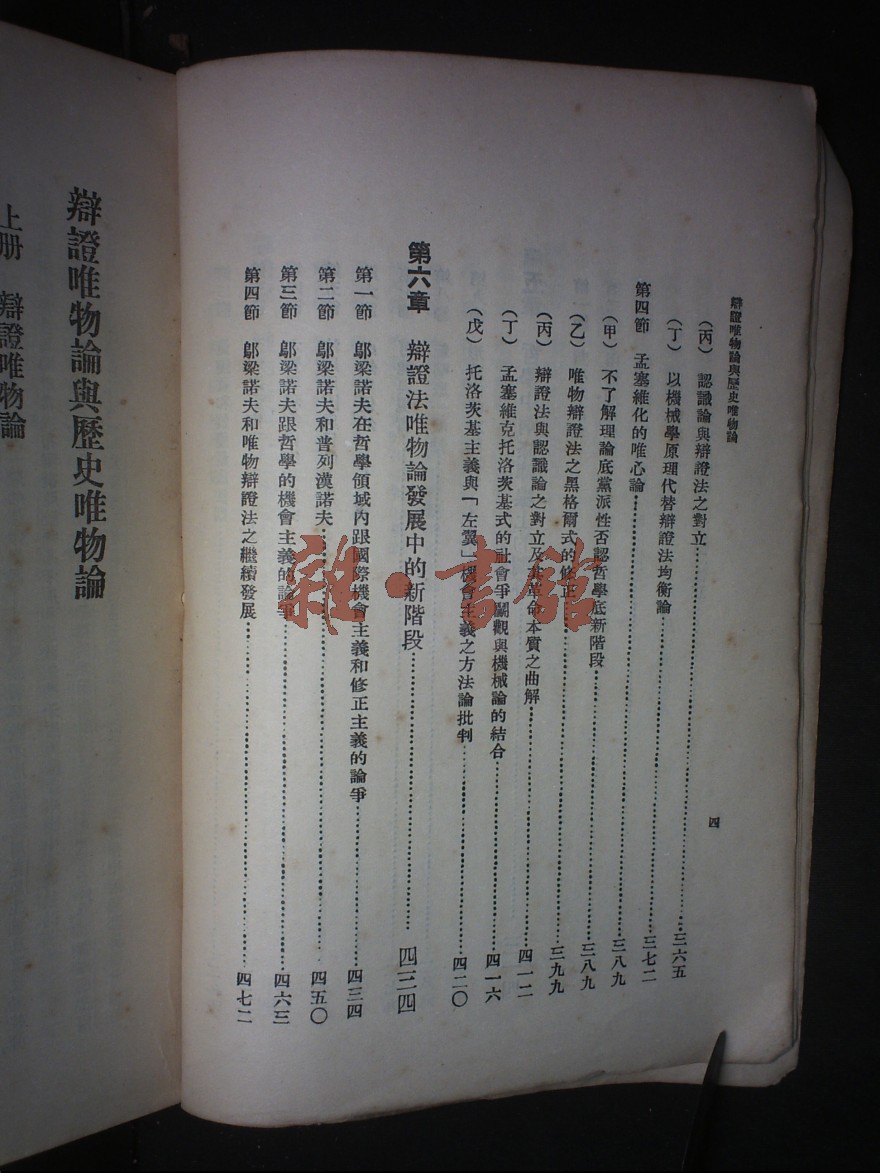 辯證唯物論與歷史唯物論
四
(丙) 認識論與辯證法之對立……三六五
(丁) 以機械學原理代替辯證法均衡論……三七二
第四節 孟塞維化的唯心論……三八九
(甲) 不了解理論底黨派性否認哲學底新階段……三八九
(乙) 唯物辯證法之黑格爾式的修正……三九九
(丙) 辯證法與認識論之對立及其革命本質之曲解……四一二
(丁) 孟塞維克托洛茨基式的社會爭鬭觀與機械論的結合……四一六
(戊) 托洛茨基主義與「左翼」機會主義之方法論批判……四二〇
第六章 辯證法唯物論發展中的新階段……四三四
第一節 鄔梁諾夫在哲學領域內跟國際機會主義和修正主義的論爭……四三四
第二節 鄔梁諾夫和普列漢諾夫……四五〇
第三節 鄔梁諾夫跟哲學的機會主義的論爭……四六三
第四節 鄔梁諾夫和唯物辯證法之繼續發展……四七二
辯證唯物論與歷史唯物論
上册 辯證唯物論
雜·書館